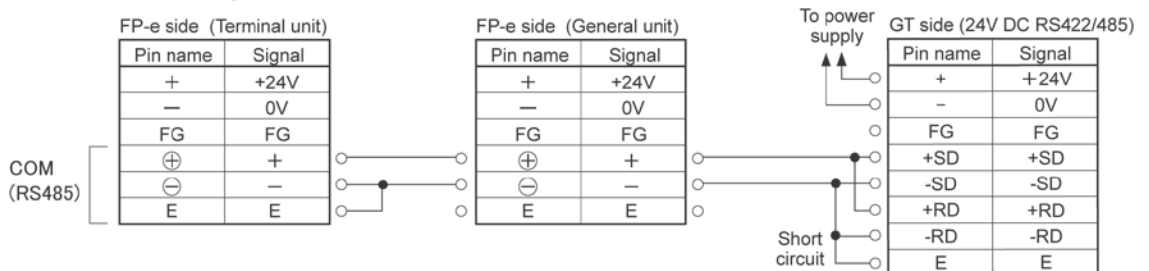 FP-e side (Terminal unit)
Pin name Signal
+ +24V
− 0V
FG FG
⊕ +
⊖ −
E E
COM
(RS485)
FP-e side (General unit)
Pin name Signal
+ +24V
− 0V
FG FG
⊕ +
⊖ −
E E
To power
supply
GT side (24V DC RS422/485)
Pin name Signal
+ +24V
− 0V
FG FG
+SD +SD
-SD -SD
+RD +RD
-RD -RD
E E
Short
circuit